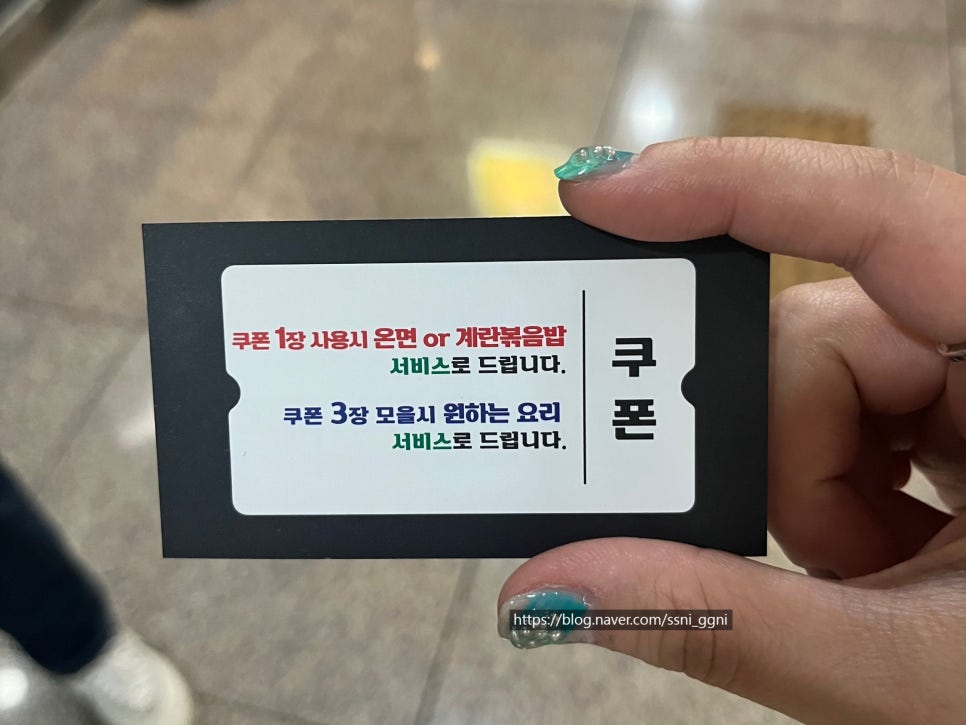 쿠폰 1장 사용시 온면 or 계란볶음밥
서비스로 드립니다.
쿠폰 3장 모을시 원하는 요리
서비스로 드립니다.
쿠
폰
https://blog.naver.com/ssni_ggni